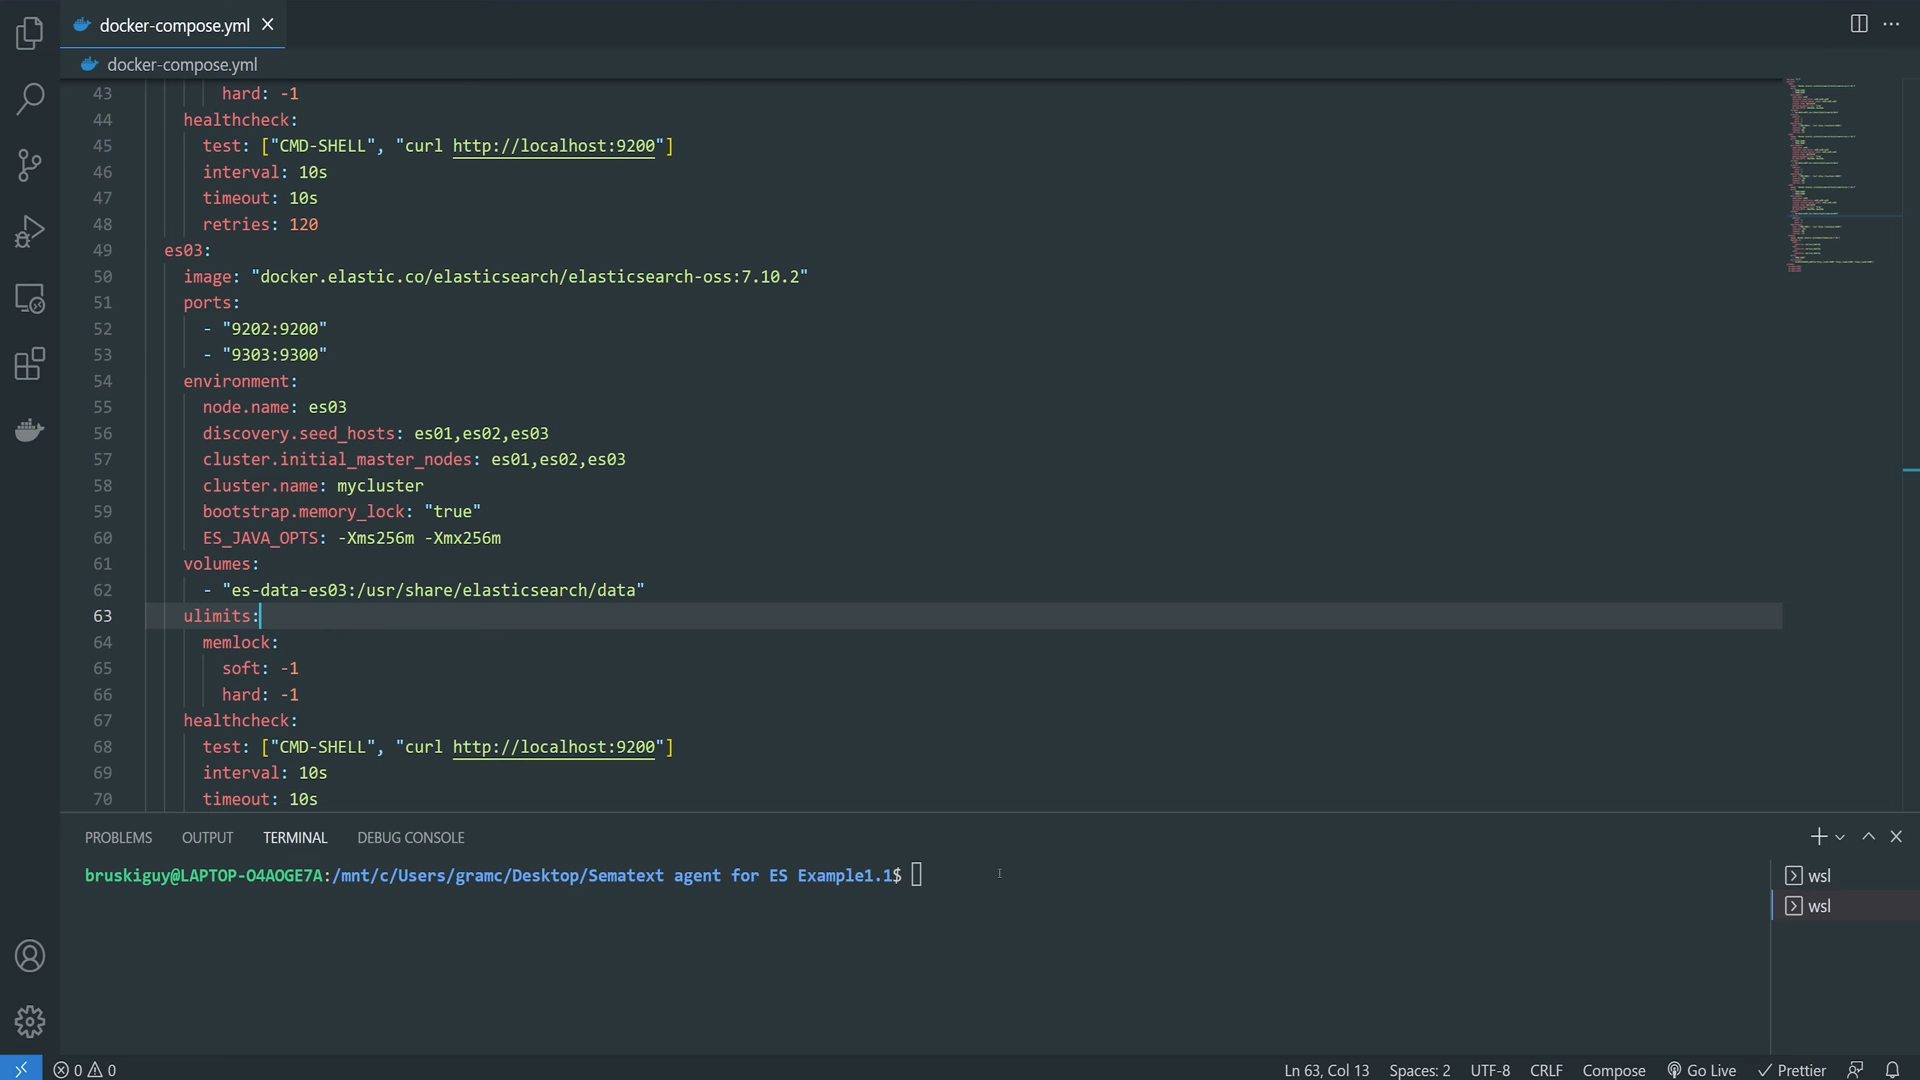 docker-compose.yml
docker-compose.yml
43 hard: -1
44 healthcheck:
45 test: ["CMD-SHELL", "curl http://localhost:9200"]
46 interval: 10s
47 timeout: 10s
48 retries: 120
49 es03:
50 image: "docker.elastic.co/elasticsearch/elasticsearch-oss:7.10.2"
51 ports:
52 - "9202:9200"
53 - "9303:9300"
54 environment:
55 node.name: es03
56 discovery.seed_hosts: es01,es02,es03
57 cluster.initial_master_nodes: es01,es02,es03
58 cluster.name: mycluster
59 bootstrap.memory_lock: "true"
60 ES_JAVA_OPTS: -Xms256m -Xmx256m
61 volumes:
62 - "es-data-es03:/usr/share/elasticsearch/data"
63 ulimits:
64 memlock:
65 soft: -1
66 hard: -1
67 healthcheck:
68 test: ["CMD-SHELL", "curl http://localhost:9200"]
69 interval: 10s
70 timeout: 10s
PROBLEMS OUTPUT TERMINAL DEBUG CONSOLE
bruskiguy@LAPTOP-O4AOGE7A:/mnt/c/Users/gramc/Desktop/Sematext agent for ES Example1.1$
wsl
wsl
0 0 Ln 63, Col 13 Spaces: 2 UTF-8 CRLF Compose Go Live Prettier